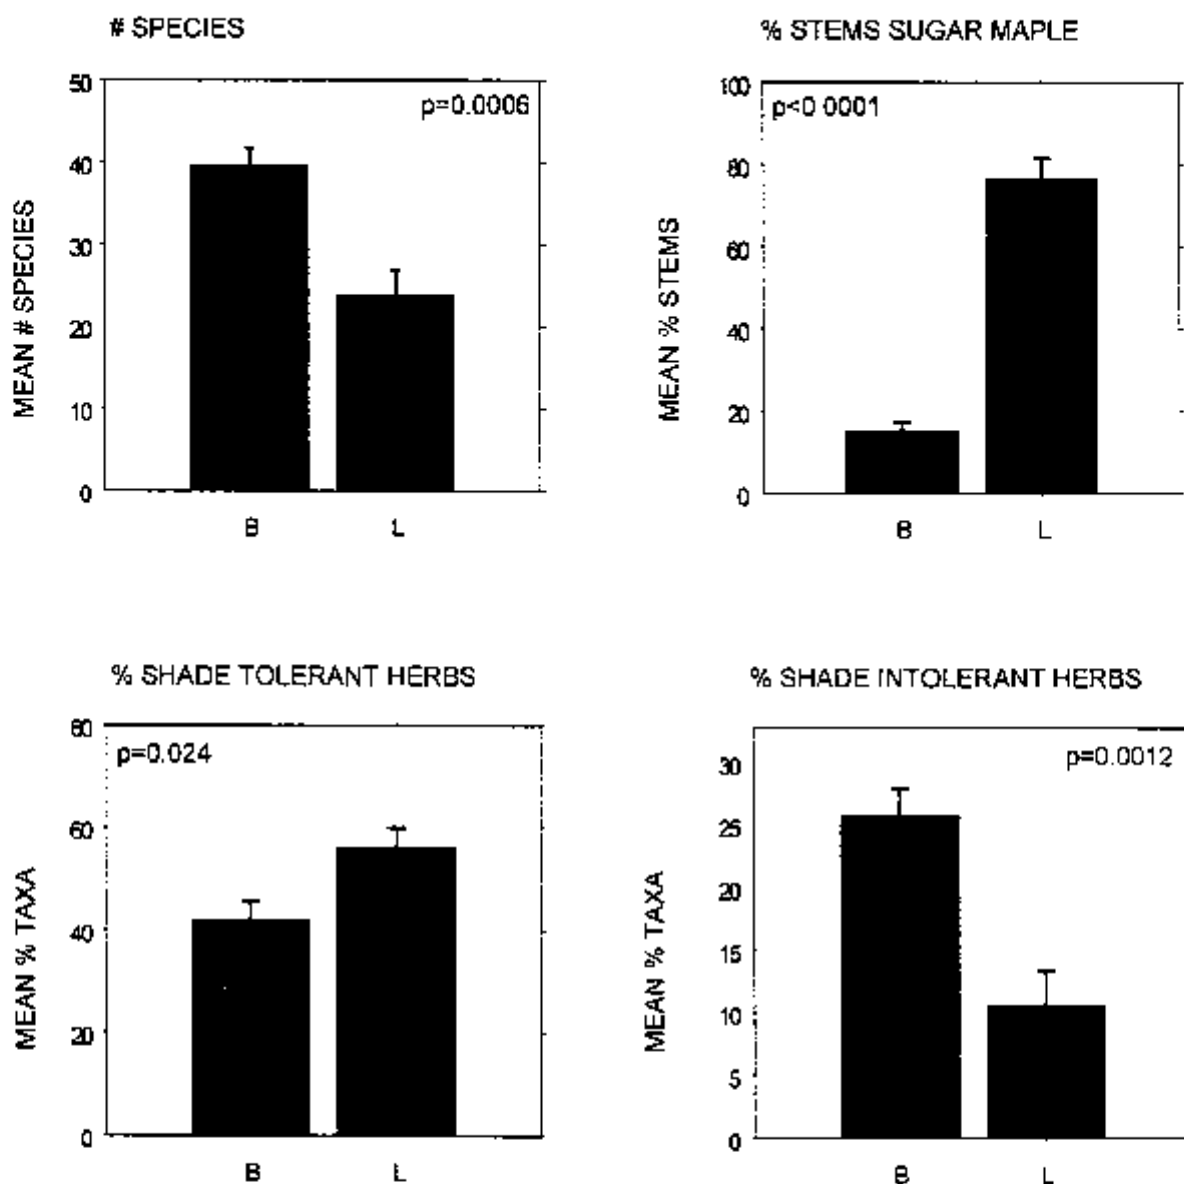 # SPECIES
p=0.0006
MEAN # SPECIES
50
40
30
20
10
0
B L
% STEMS SUGAR MAPLE
p<0 0001
MEAN % STEMS
100
80
60
40
20
0
B L
% SHADE TOLERANT HERBS
p=0.024
MEAN % TAXA
80
60
40
20
0
B L
% SHADE INTOLERANT HERBS
p=0.0012
MEAN % TAXA
30
25
20
15
10
5
0
B L